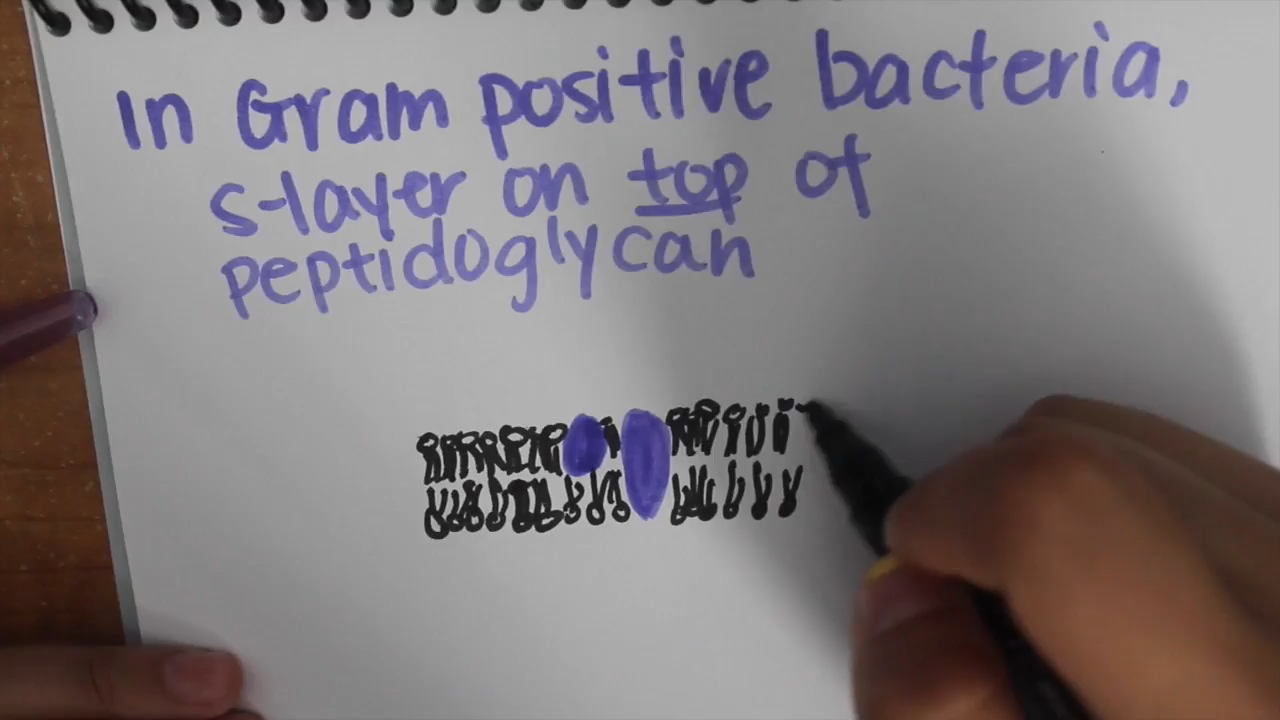 In Gram positive bacteria,
s-layer on top of
peptidoglycan